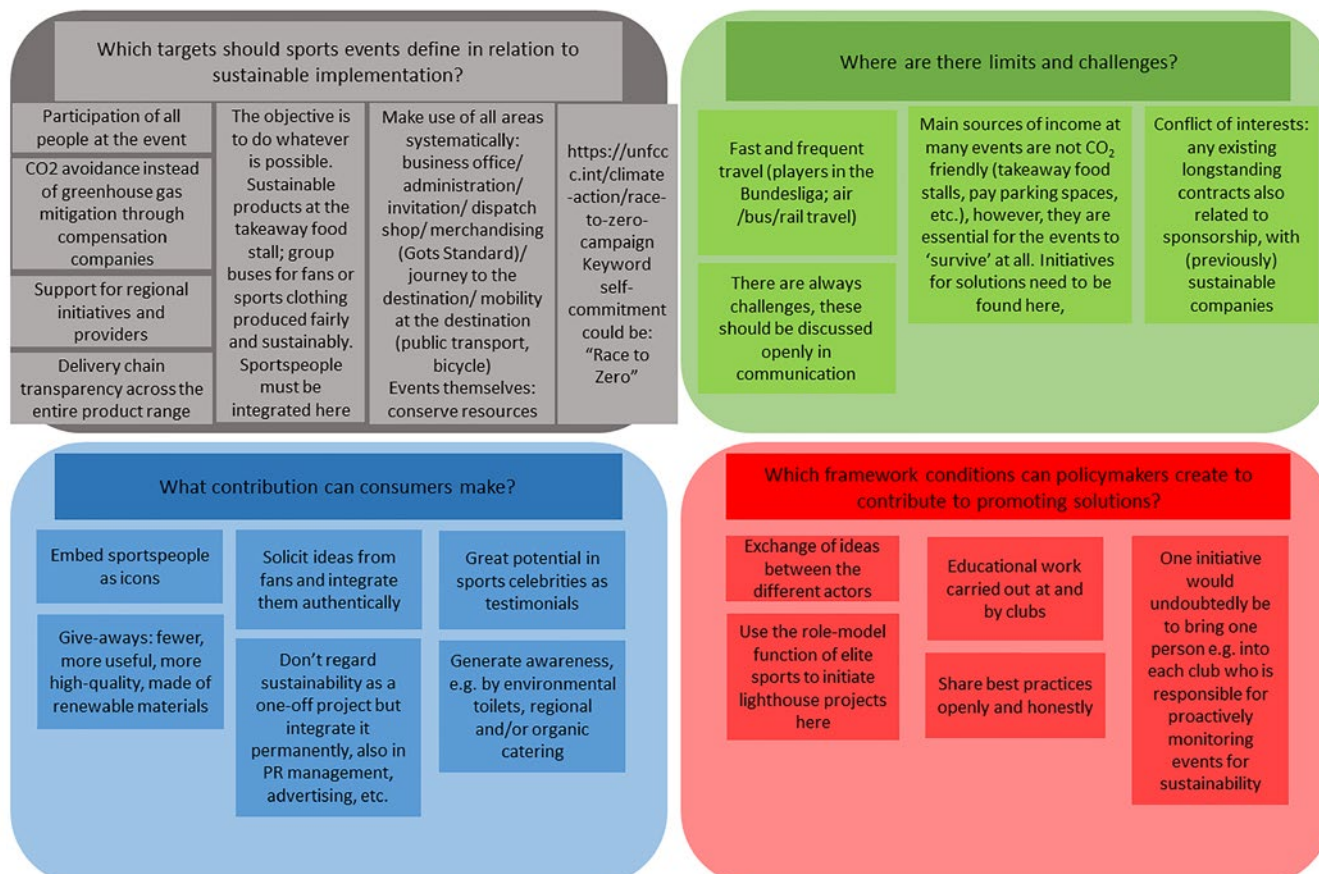 Which targets should sports events define in relation to
sustainable implementation?
Participation of all
people at the event
CO2 avoidance instead
of greenhouse gas
mitigation through
compensation
companies
Support for regional
initiatives and
providers
Delivery chain
transparency across the
entire product range
The objective is
to do whatever
is possible.
Sustainable
products at the
takeaway food
stall; group
buses for fans or
sports clothing
produced fairly
and sustainably.
Sportspeople
must be
integrated here
Make use of all areas
systematically:
business office/
administration/
invitation/ dispatch
shop/ merchandising
(Gots Standard)/
journey to the
destination/ mobility
at the destination
(public transport,
bicycle)
Events themselves:
conserve resources
https://unfcc
c.int/climate
-action/race-
to-zero-
campaign
Keyword
self-
commitment
could be:
“Race to
Zero”
Where are there limits and challenges?
Fast and frequent
travel (players in the
Bundesliga; air
/bus/rail travel)
There are always
challenges, these
should be discussed
openly in
communication
Main sources of income at
many events are not CO₂
friendly (takeaway food
stalls, pay parking spaces,
etc.), however, they are
essential for the events to
‘survive’ at all. Initiatives
for solutions need to be
found here,
Conflict of interests:
any existing
longstanding
contracts also
related to
sponsorship, with
(previously)
sustainable
companies
What contribution can consumers make?
Embed sportspeople
as icons
Give-aways: fewer,
more useful, more
high-quality, made of
renewable materials
Solicit ideas from
fans and integrate
them authentically
Don’t regard
sustainability as a
one-off project but
integrate it
permanently, also in
PR management,
advertising, etc.
Great potential in
sports celebrities as
testimonials
Generate awareness,
e.g. by environmental
toilets, regional
and/or organic
catering
Which framework conditions can policymakers create to
contribute to promoting solutions?
Exchange of ideas
between the
different actors
Use the role-model
function of elite
sports to initiate
lighthouse projects
here
Educational work
carried out at and
by clubs
Share best practices
openly and honestly
One initiative
would
undoubtedly be
to bring one
person e.g. into
each club who is
responsible for
proactively
monitoring
events for
sustainability